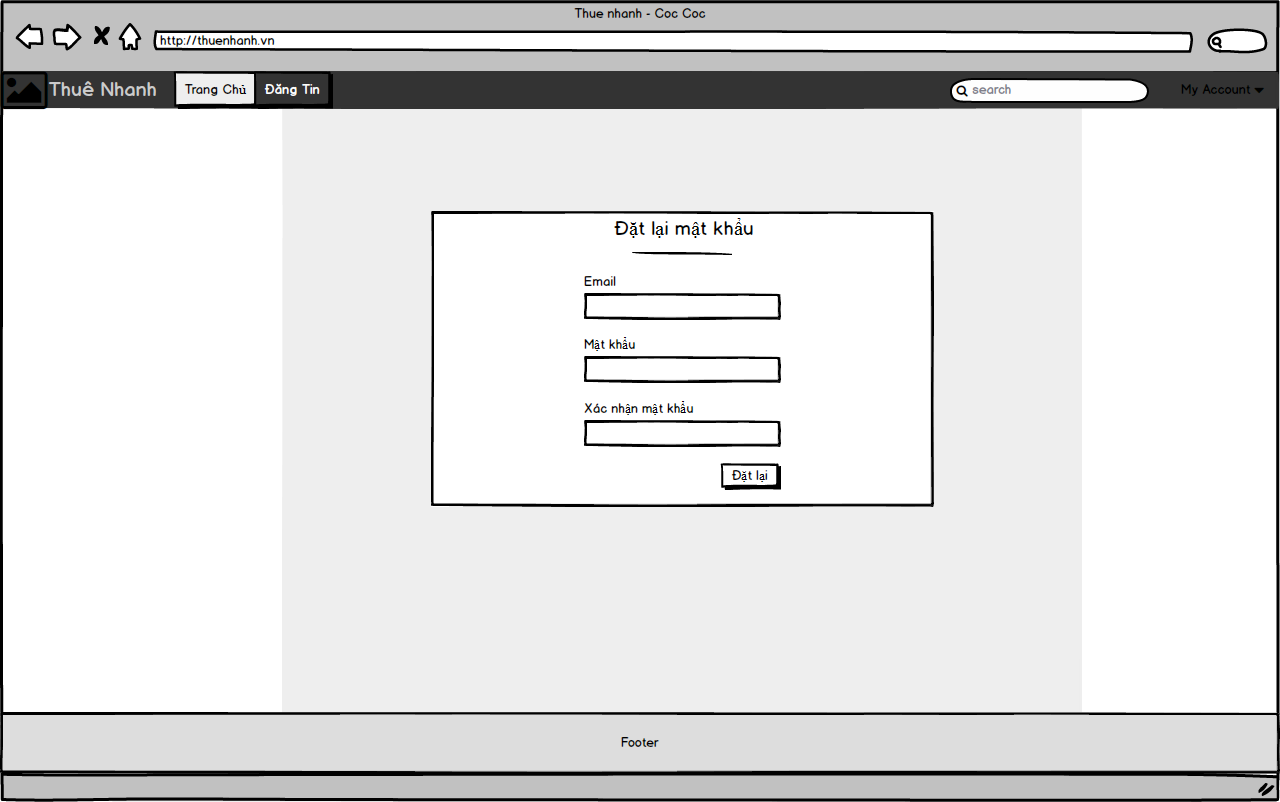 Thue nhanh - Coc Coc
http://thuenhanh.vn
Thuê Nhanh
Trang Chủ
Đăng Tin
search
My Account
Đặt lại mật khẩu
Email
Mật khẩu
Xác nhận mật khẩu
Đặt lại
Footer